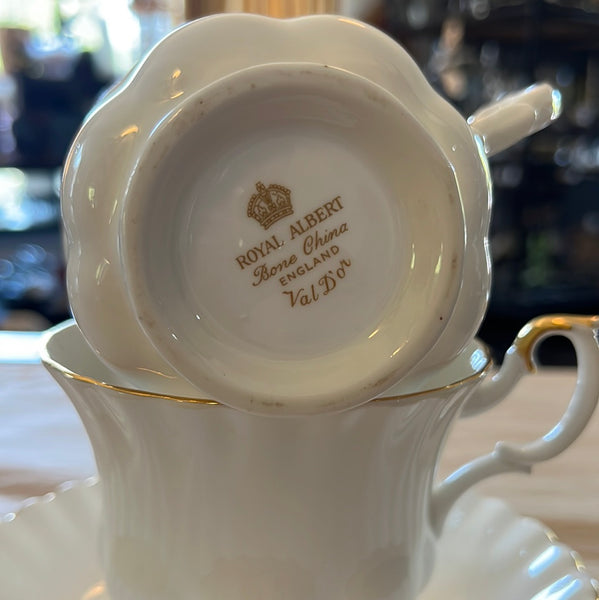 ROYAL ALBERT
Bone China
ENGLAND
Val D'or